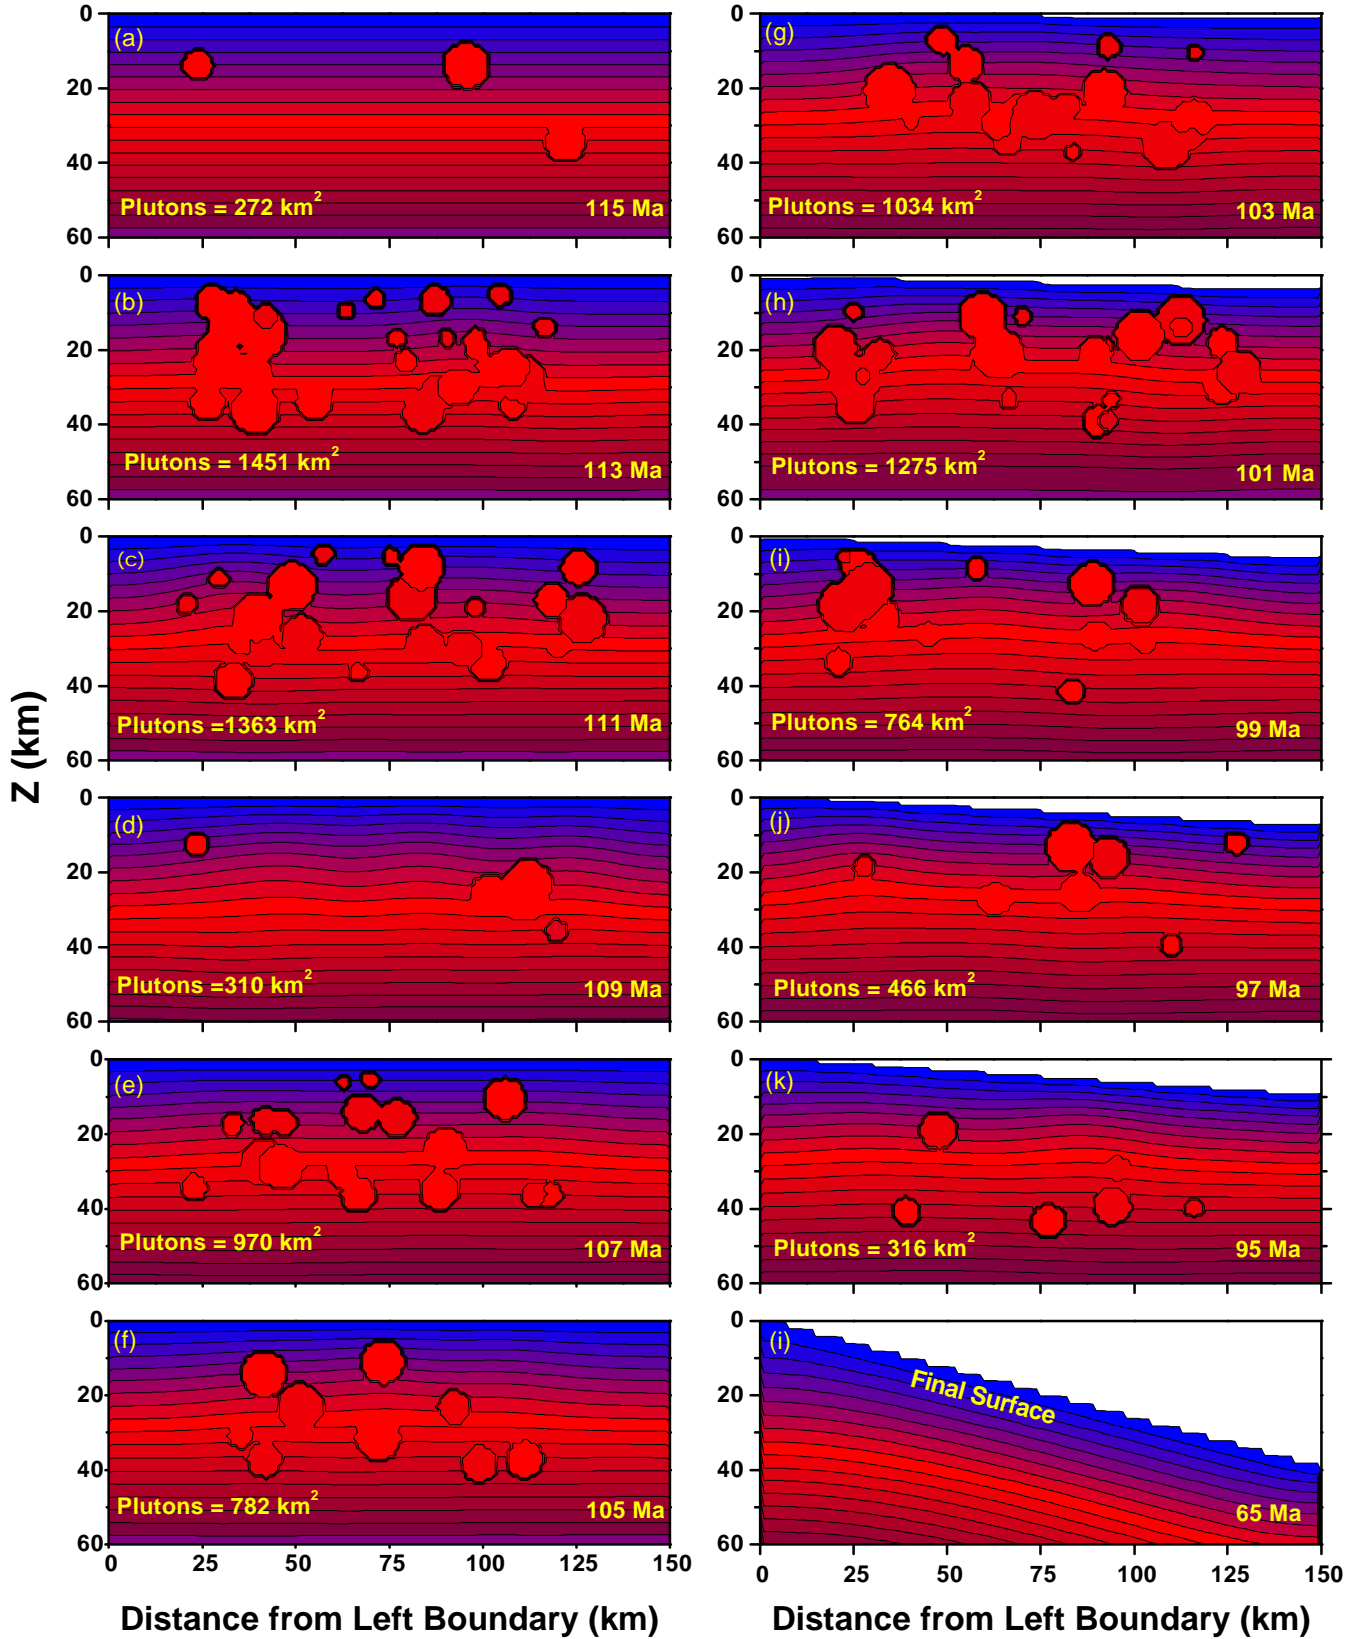 Z (km)
0
20
40
60
(a)
Plutons = 272 km²
115 Ma
0
20
40
60
(b)
Plutons = 1451 km²
113 Ma
0
20
40
60
(c)
Plutons =1363 km²
111 Ma
0
20
40
60
(d)
Plutons =310 km²
109 Ma
0
20
40
60
(e)
Plutons = 970 km²
107 Ma
0
20
40
60
(f)
Plutons = 782 km²
105 Ma
0 25 50 75 100 125 150
Distance from Left Boundary (km)
0
20
40
60
(g)
Plutons = 1034 km²
103 Ma
0
20
40
60
(h)
Plutons = 1275 km²
101 Ma
0
20
40
60
(i)
Plutons = 764 km²
99 Ma
0
20
40
60
(j)
Plutons = 466 km²
97 Ma
0
20
40
60
(k)
Plutons = 316 km²
95 Ma
0
20
40
60
(i)
Final Surface
65 Ma
0 25 50 75 100 125 150
Distance from Left Boundary (km)